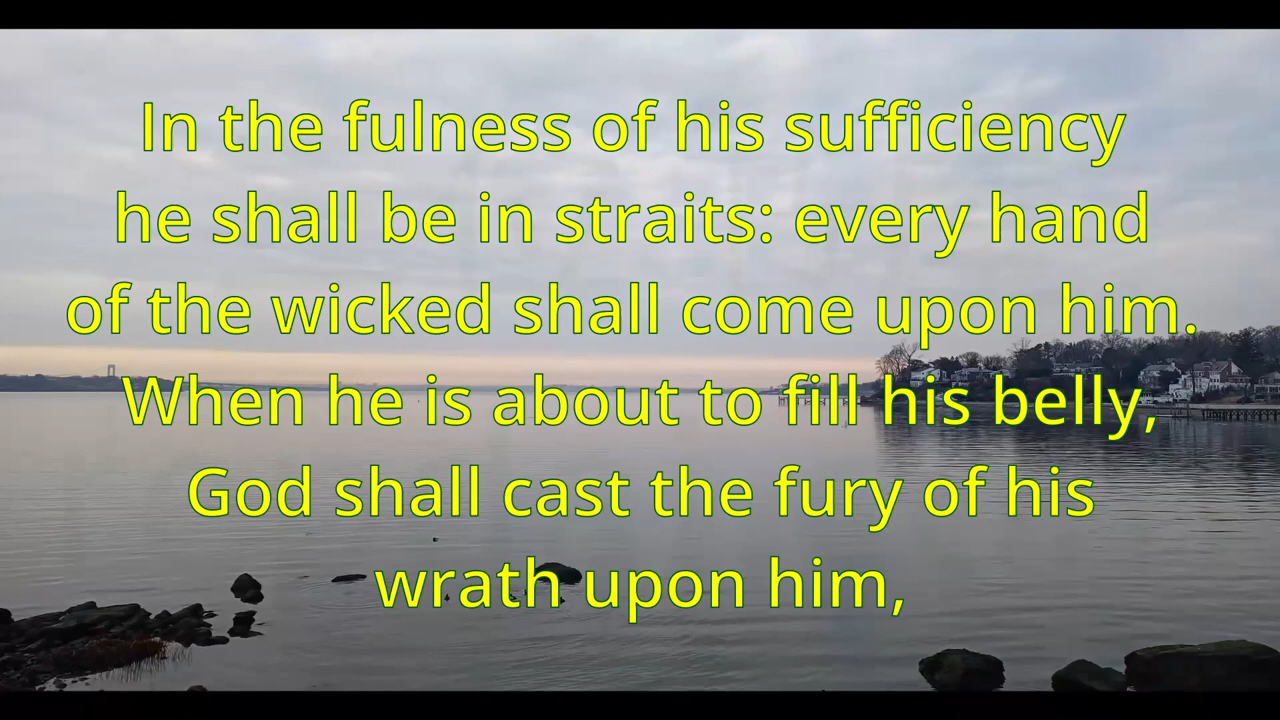 In the fulness of his sufficiency
he shall be in straits: every hand
of the wicked shall come upon him.
When he is about to fill his belly,
God shall cast the fury of his
wrath upon him,